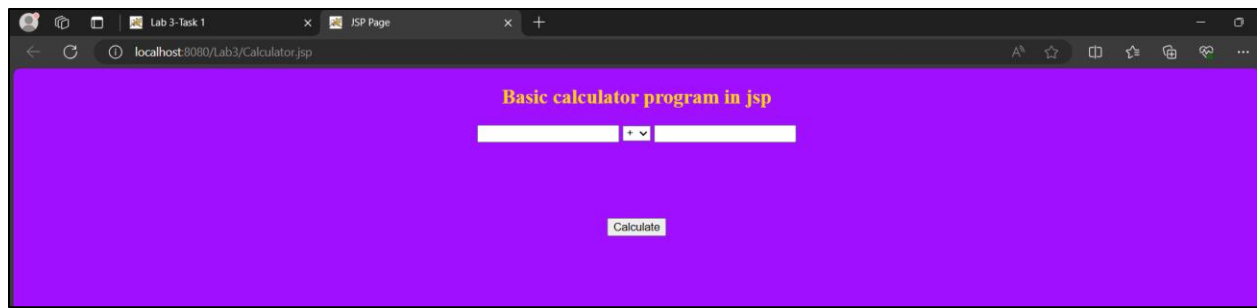 Lab 3-Task 1
JSP Page
localhost:8080/Lab3/Calculator.jsp
Basic calculator program in jsp
+
Calculate